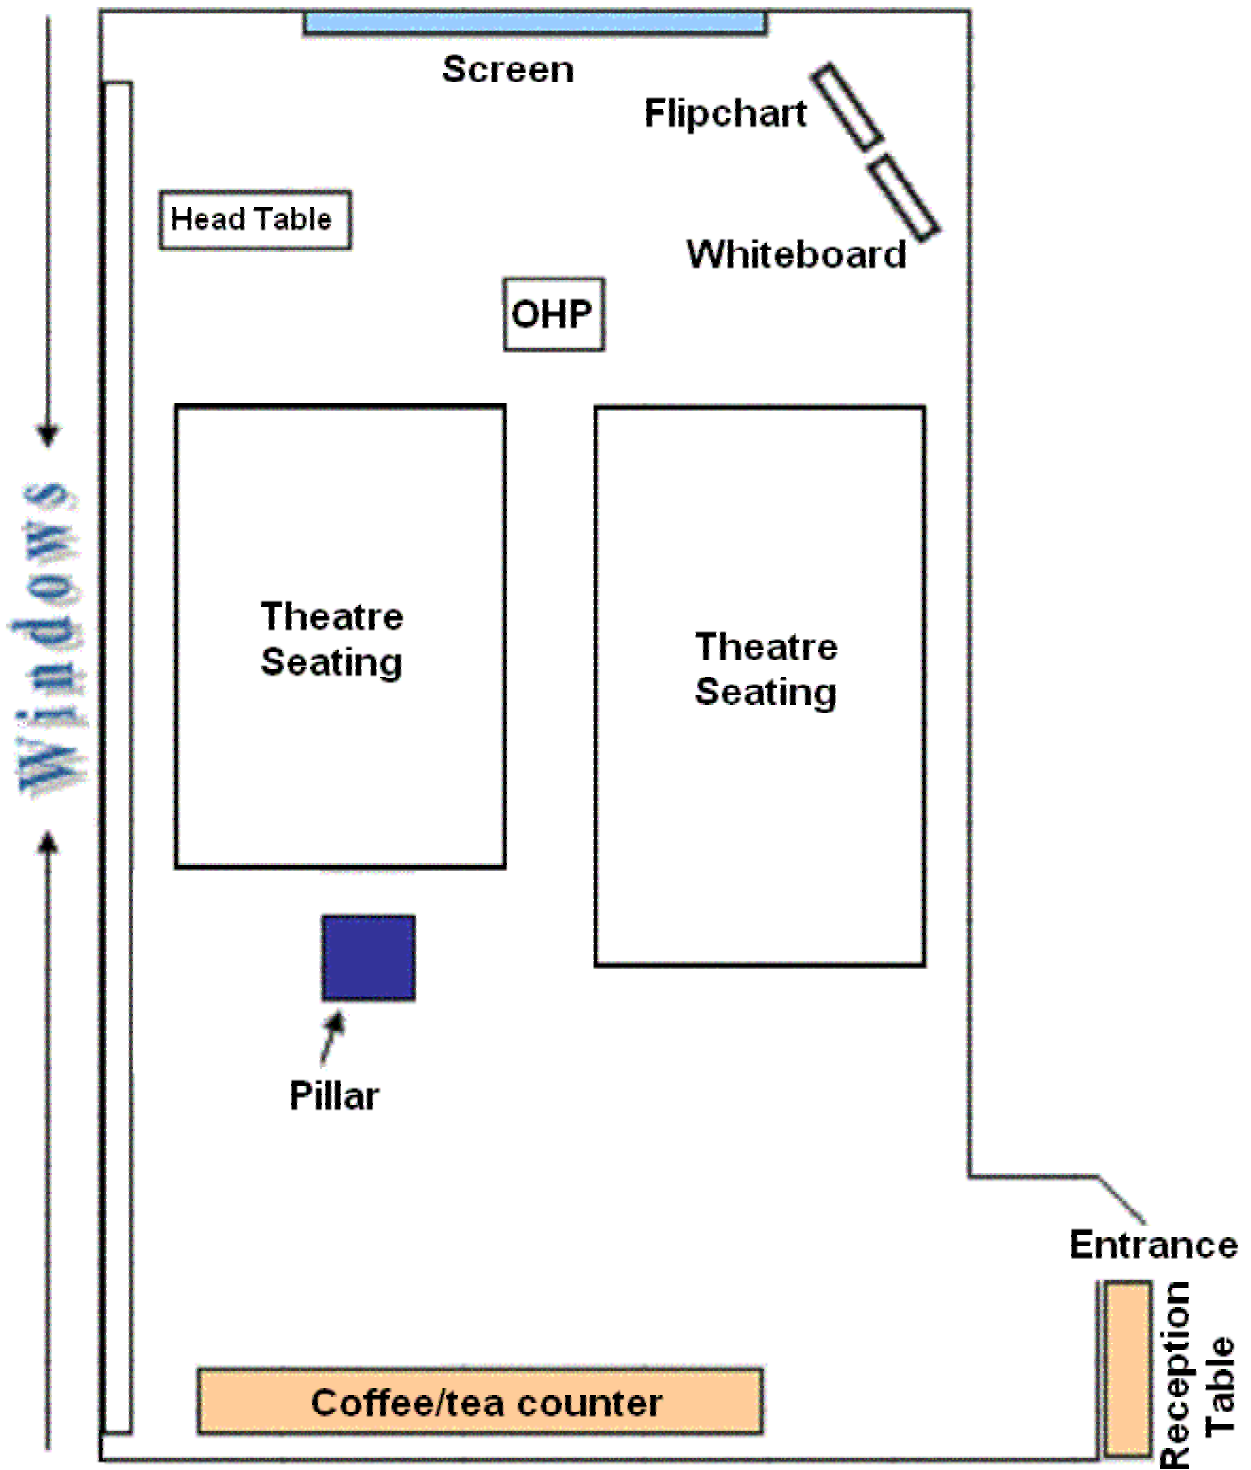 Screen
Flipchart
Head Table
Whiteboard
OHP
Windows
Theatre
Seating
Theatre
Seating
Pillar
Entrance
Reception
Table
Coffee/tea counter